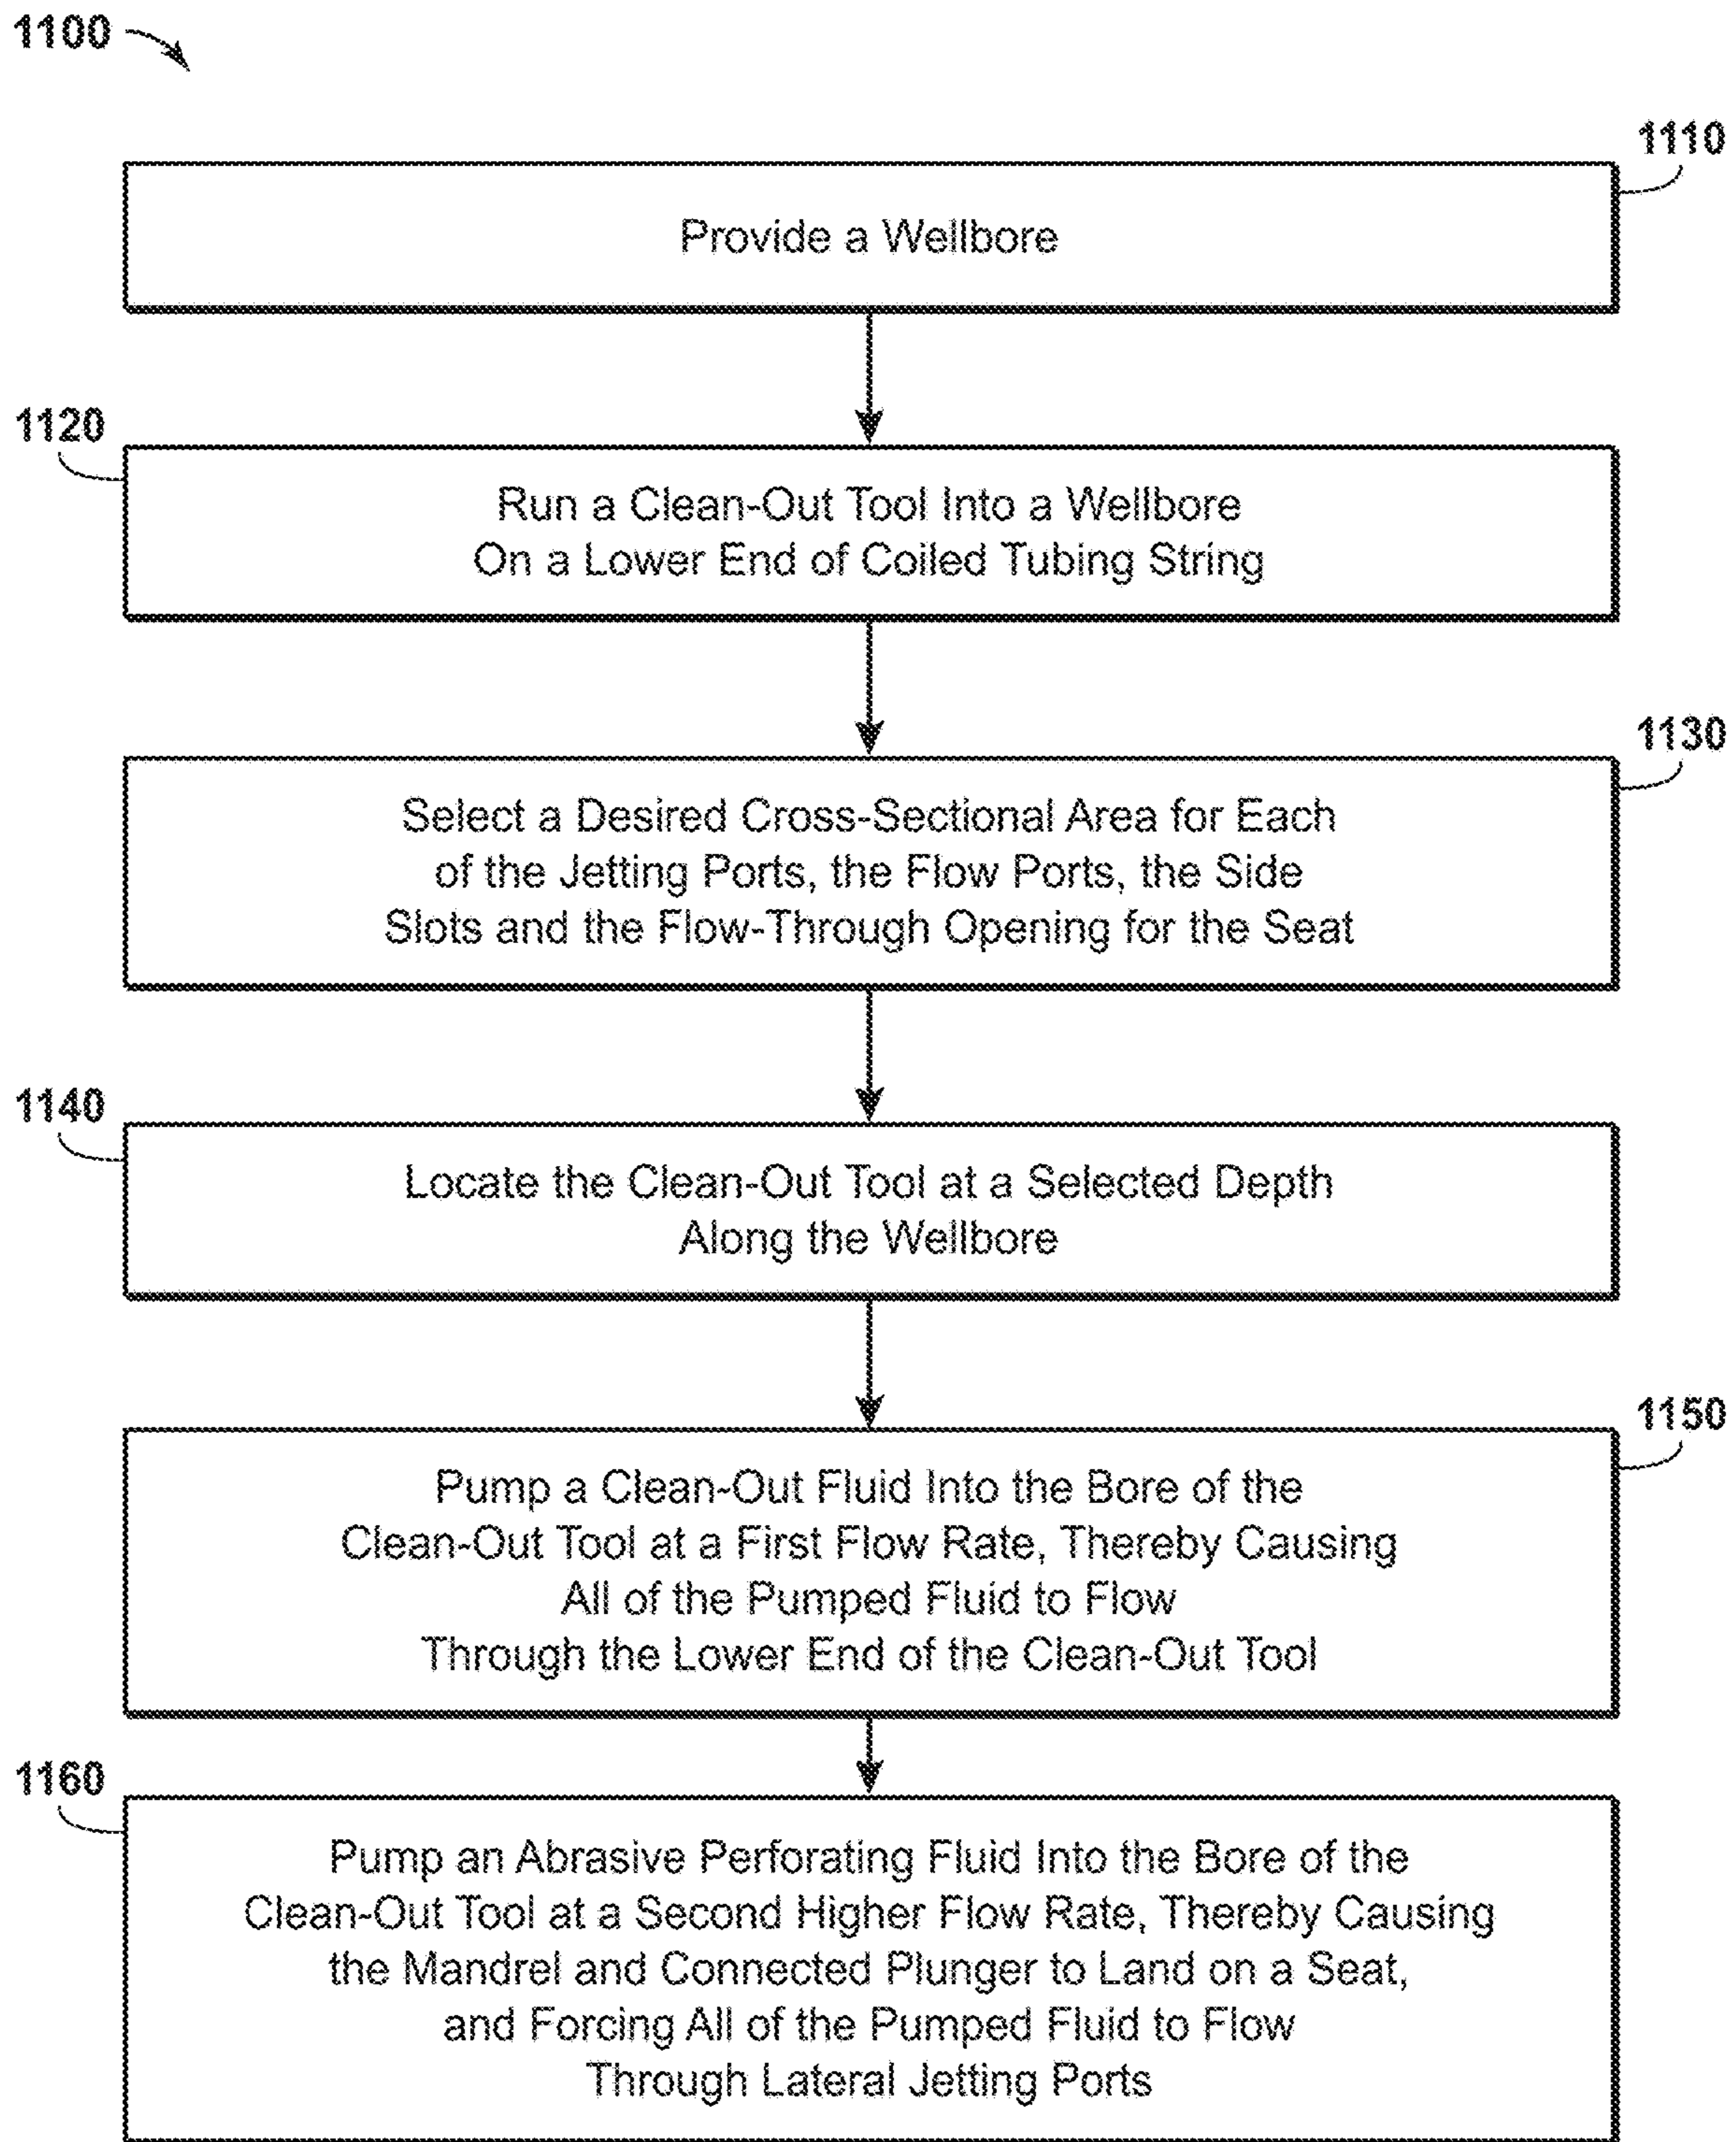 1100
1110
Provide a Wellbore
1120
Run a Clean-Out Tool Into a Wellbore
On a Lower End of Coiled Tubing String
1130
Select a Desired Cross-Sectional Area for Each
of the Jetting Ports, the Flow Ports, the Side
Slots and the Flow-Through Opening for the Seat
1140
Locate the Clean-Out Tool at a Selected Depth
Along the Wellbore
1150
Pump a Clean-Out Fluid Into the Bore of the
Clean-Out Tool at a First Flow Rate, Thereby Causing
All of the Pumped Fluid to Flow
Through the Lower End of the Clean-Out Tool
1160
Pump an Abrasive Perforating Fluid Into the Bore of the
Clean-Out Tool at a Second Higher Flow Rate, Thereby Causing
the Mandrel and Connected Plunger to Land on a Seat,
and Forcing All of the Pumped Fluid to Flow
Through Lateral Jetting Ports